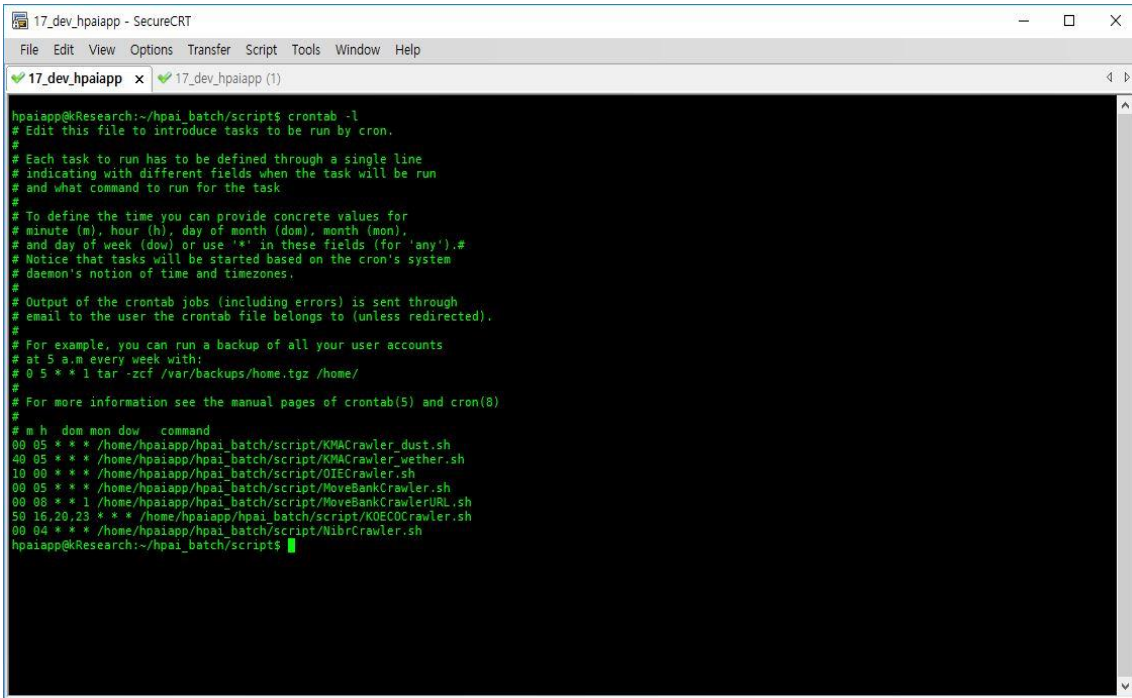 17_dev_hpaiapp - SecureCRT
File Edit View Options Transfer Script Tools Window Help
17_dev_hpaiapp x 17_dev_hpaiapp (1)
hpaiapp@kResearch:~/hpai_batch/script$ crontab -l
# Edit this file to introduce tasks to be run by cron.
#
# Each task to run has to be defined through a single line
# indicating with different fields when the task will be run
# and what command to run for the task
#
# To define the time you can provide concrete values for
# minute (m), hour (h), day of month (dom), month (mon),
# and day of week (dow) or use '*' in these fields (for 'any').#
# Notice that tasks will be started based on the cron's system
# daemon's notion of time and timezones.
#
# Output of the crontab jobs (including errors) is sent through
# email to the user the crontab file belongs to (unless redirected).
#
# For example, you can run a backup of all your user accounts
# at 5 a.m every week with:
# 0 5 * * 1 tar -zcf /var/backups/home.tgz /home/
#
# For more information see the manual pages of crontab(5) and cron(8)
#
# m h  dom mon dow   command
00 05 * * * /home/hpaiapp/hpai_batch/script/KMACrawler_dust.sh
40 05 * * * /home/hpaiapp/hpai_batch/script/KMACrawler_wether.sh
10 00 * * * /home/hpaiapp/hpai_batch/script/OIECrawler.sh
00 05 * * * /home/hpaiapp/hpai_batch/script/MoveBankCrawler.sh
00 08 * * 1 /home/hpaiapp/hpai_batch/script/MoveBankCrawlerURL.sh
50 16,20,23 * * * /home/hpaiapp/hpai_batch/script/KOECOCrawler.sh
00 04 * * * /home/hpaiapp/hpai_batch/script/NibrCrawler.sh
hpaiapp@kResearch:~/hpai_batch/script$